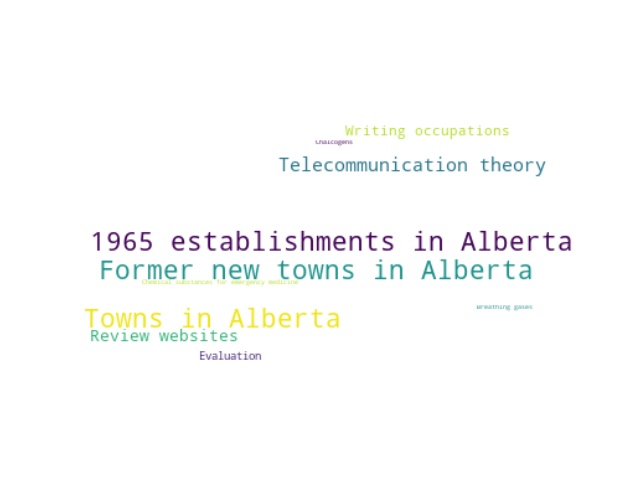 Writing occupations
Chalcogens
Telecommunication theory
1965 establishments in Alberta
Former new towns in Alberta
Chemical substances for emergency medicine
Breathing gases
Towns in Alberta
Review websites
Evaluation